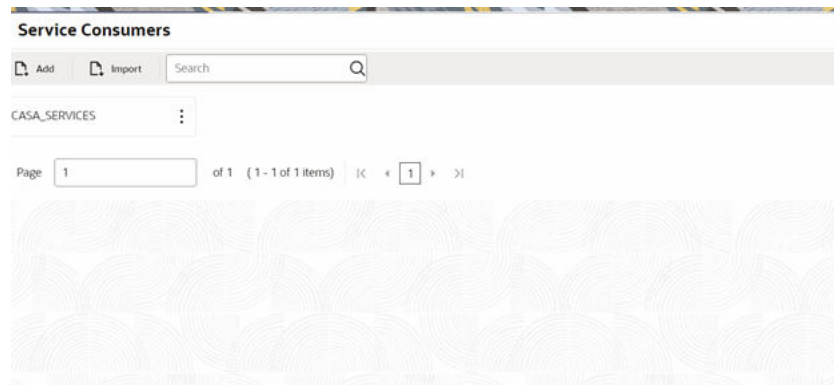 Service Consumers
Add Import Search
CASA_SERVICES
Page 1 of 1 (1 - 1 of 1 items) 1